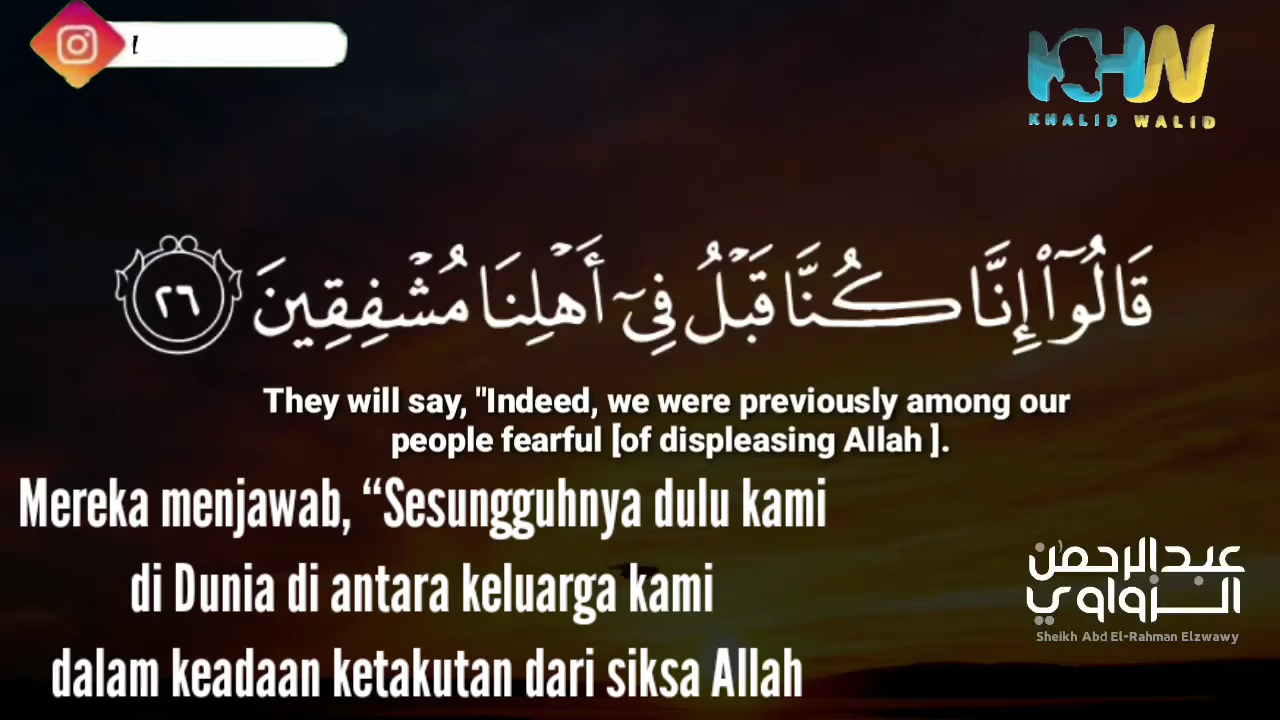 l
KHW
KHALID WALID
قَالُوٓا۟ إِنَّا كُنَّا قَبْلُ فِىٓ أَهْلِنَا مُشْفِقِينَ ٢٦
They will say, "Indeed, we were previously among our
people fearful [of displeasing Allah ].
Mereka menjawab, “Sesungguhnya dulu kami
di Dunia di antara keluarga kami
dalam keadaan ketakutan dari siksa Allah
عبدالرحمن
الزواوي
Sheikh Abd El-Rahman Elzwawy